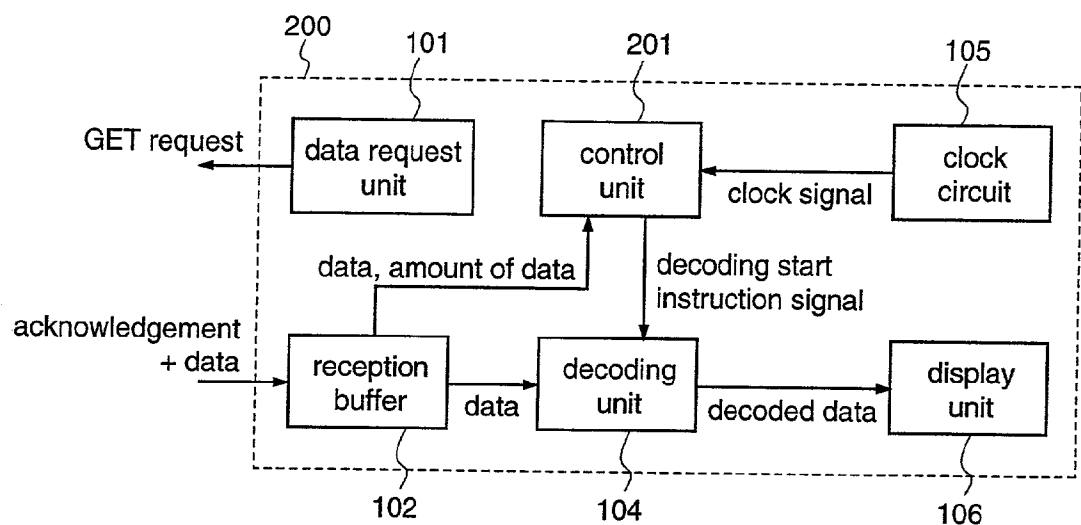 200
101
201
105
GET request
data request
unit
control
unit
clock signal
clock
circuit
data, amount of data
decoding start
instruction signal
acknowledgement
+ data
reception
buffer
data
decoding
unit
decoded data
display
unit
102
104
106